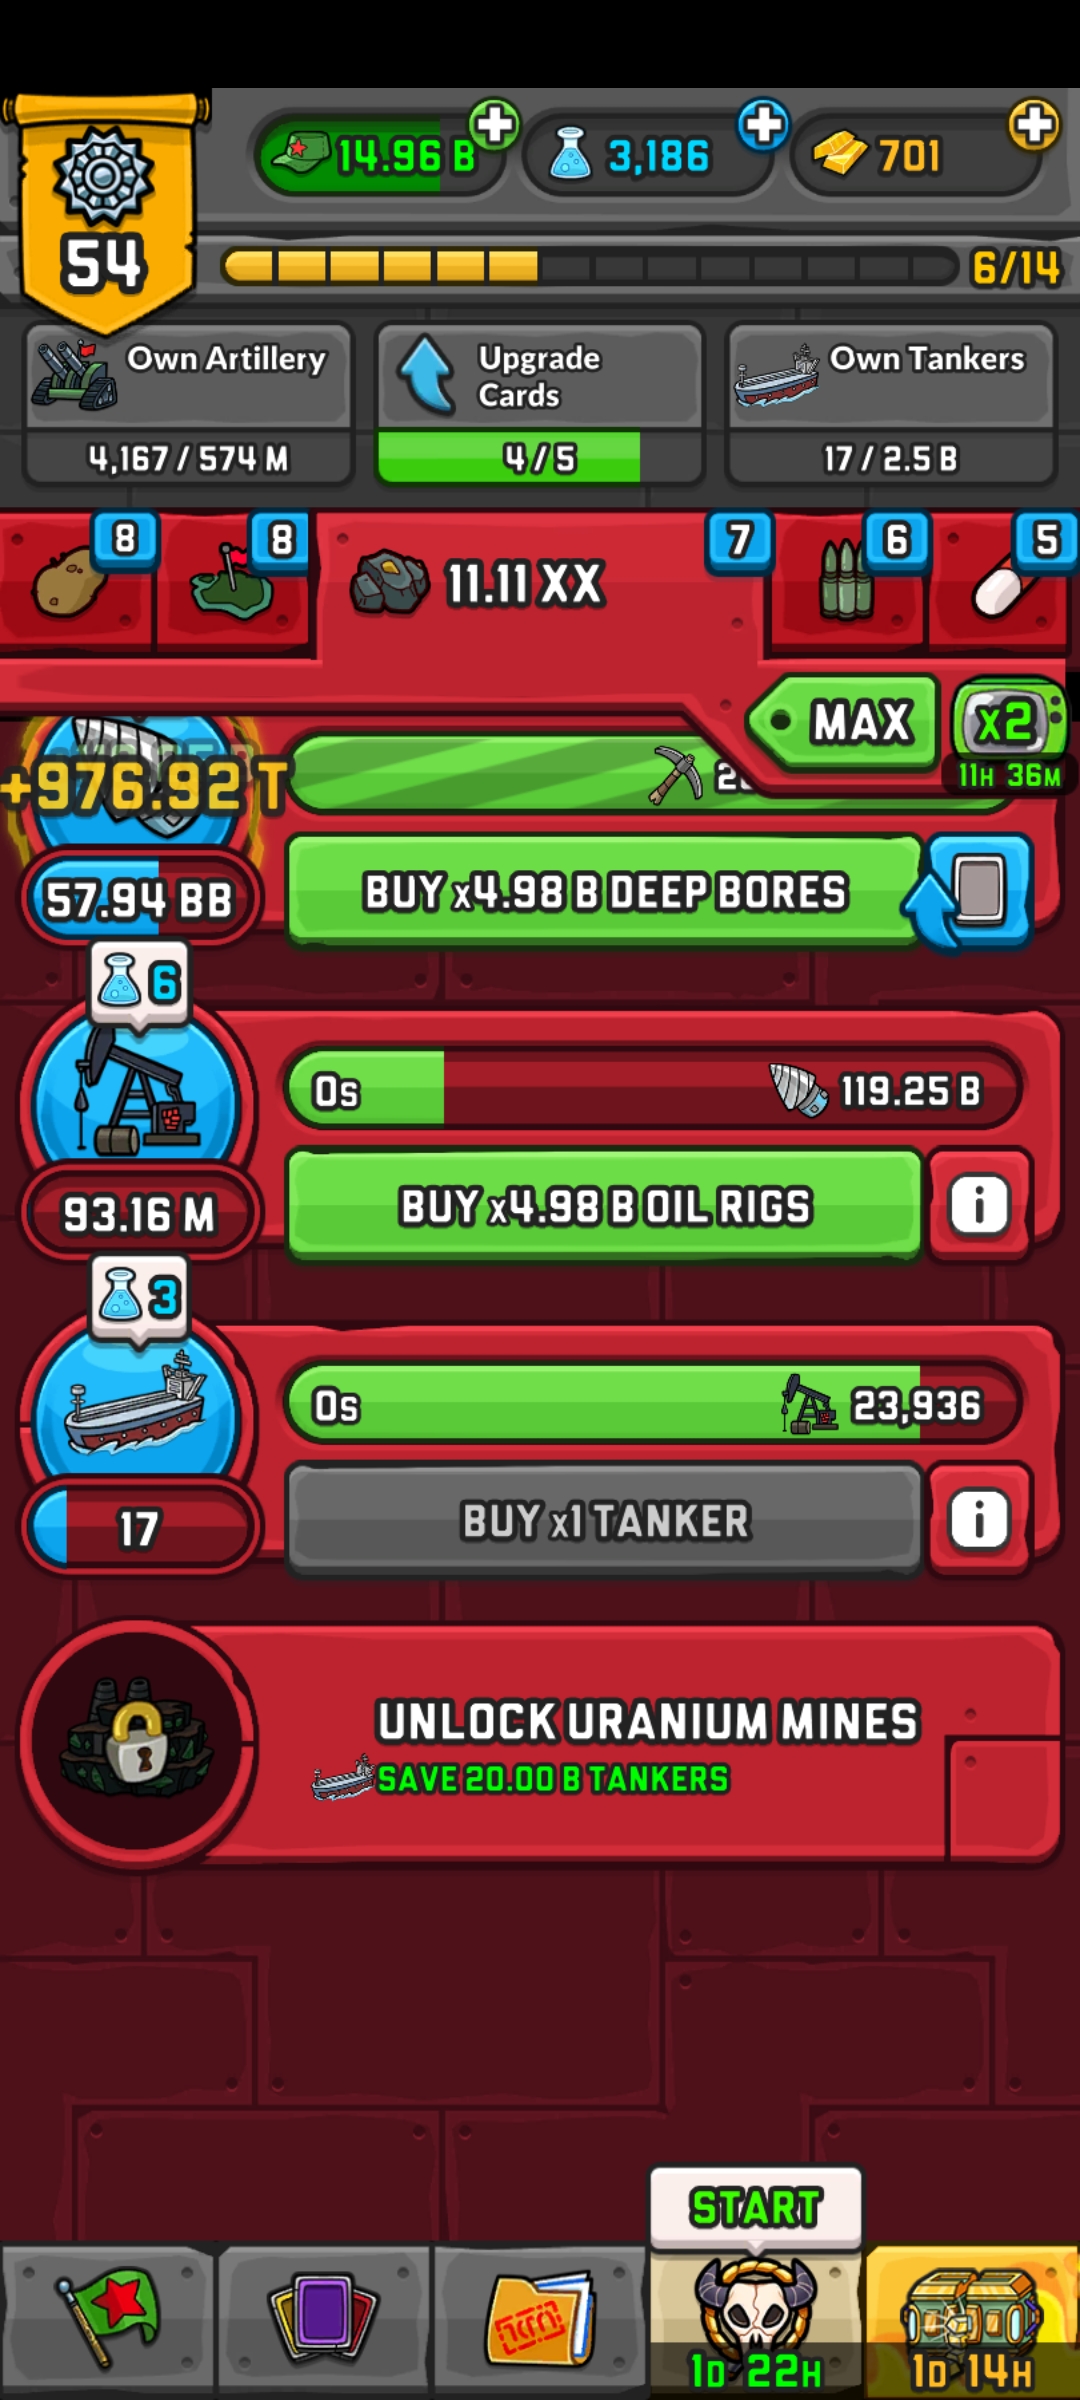 14.96 B
3,186
701
54
6/14
Own Artillery
4,167 / 574 M
Upgrade
Cards
4 / 5
Own Tankers
17 / 2.5 B
8
8
11.11 XX
7
6
5
MAX
x2
11H 36M
+976.92 T
57.94 BB
BUY x4.98 B DEEP BORES
6
0s
119.25 B
93.16 M
BUY x4.98 B OIL RIGS
i
3
0s
23,936
17
BUY x1 TANKER
i
UNLOCK URANIUM MINES
SAVE 20.00 B TANKERS
START
1D 22H
1D 14H